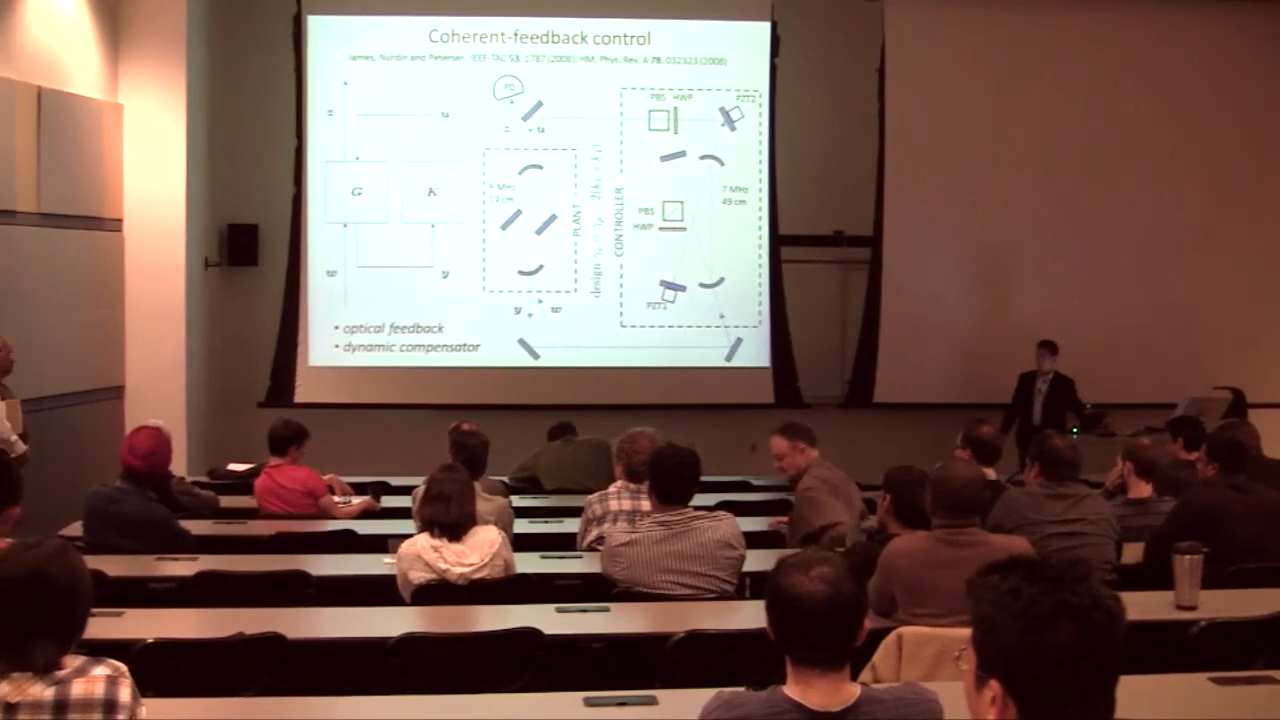 Coherent-feedback control
James, Nurdin and Petersen IEEE-TAC 53, 1787 (2008); HM, Phys. Rev. A 78, 032323 (2008)
PD
PBS HWP
PZT2
z
u
z
u
G
K
7 MHz
49 cm
PLANT
CONTROLLER
PBS
HWP
w
y
y
w
PZT1
• optical feedback
• dynamic compensator